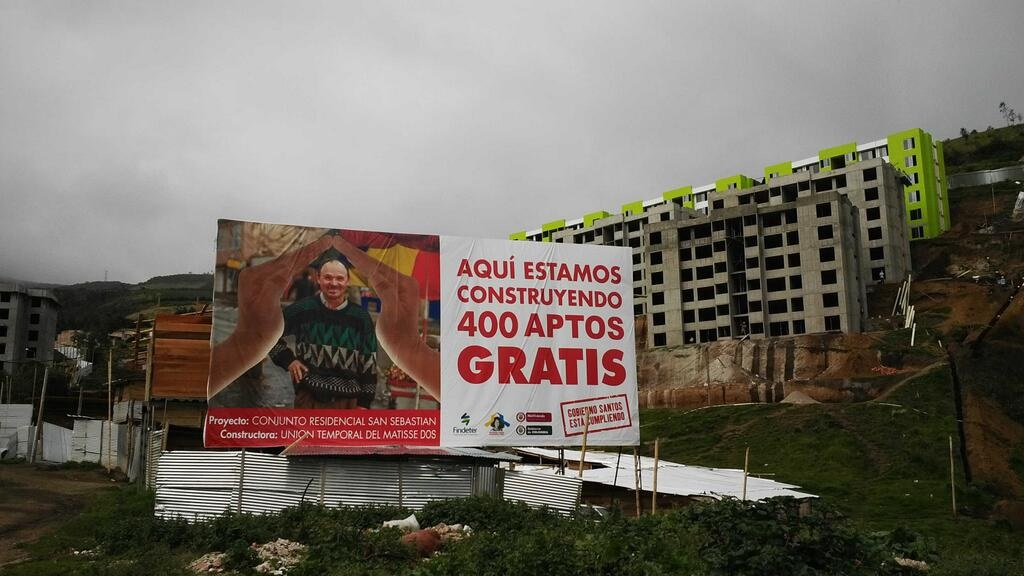 AQUÍ ESTAMOS
CONSTRUYENDO
400 APTOS
GRATIS
Proyecto: CONJUNTO RESIDENCIAL SAN SEBASTIAN
Constructora: UNION TEMPORAL DEL MATISSE DOS
Findeter
GOBIERNO SANTOS
ESTÁ CUMPLIENDO